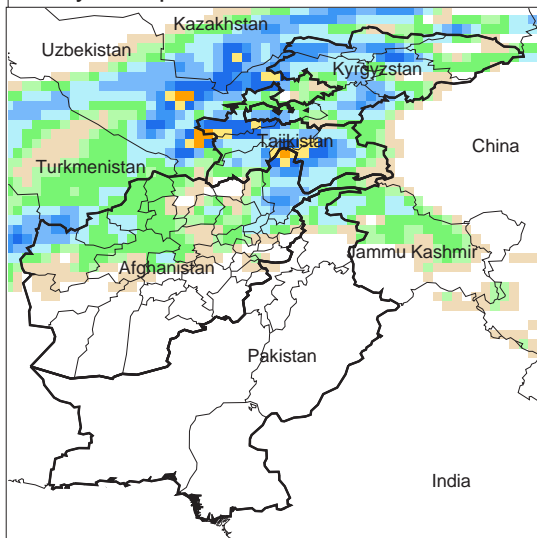 Kazakhstan
Uzbekistan
Kyrgyzstan
Tajikistan
China
Turkmenistan
Jammu Kashmir
Afghanistan
Pakistan
India